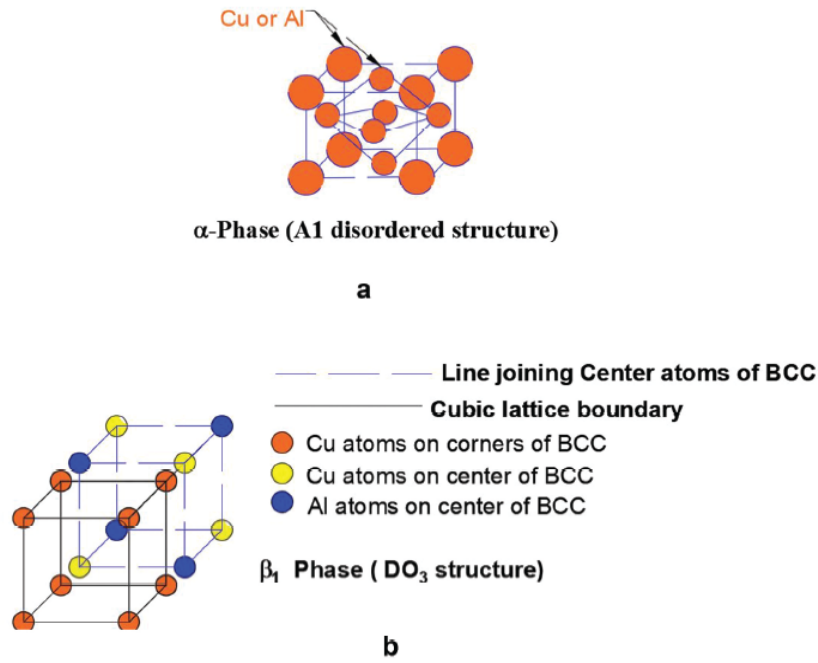 Cu or Al
α-Phase (A1 disordered structure)
a
Line joining Center atoms of BCC
Cubic lattice boundary
Cu atoms on corners of BCC
Cu atoms on center of BCC
Al atoms on center of BCC
β₁ Phase ( DO₃ structure)
b